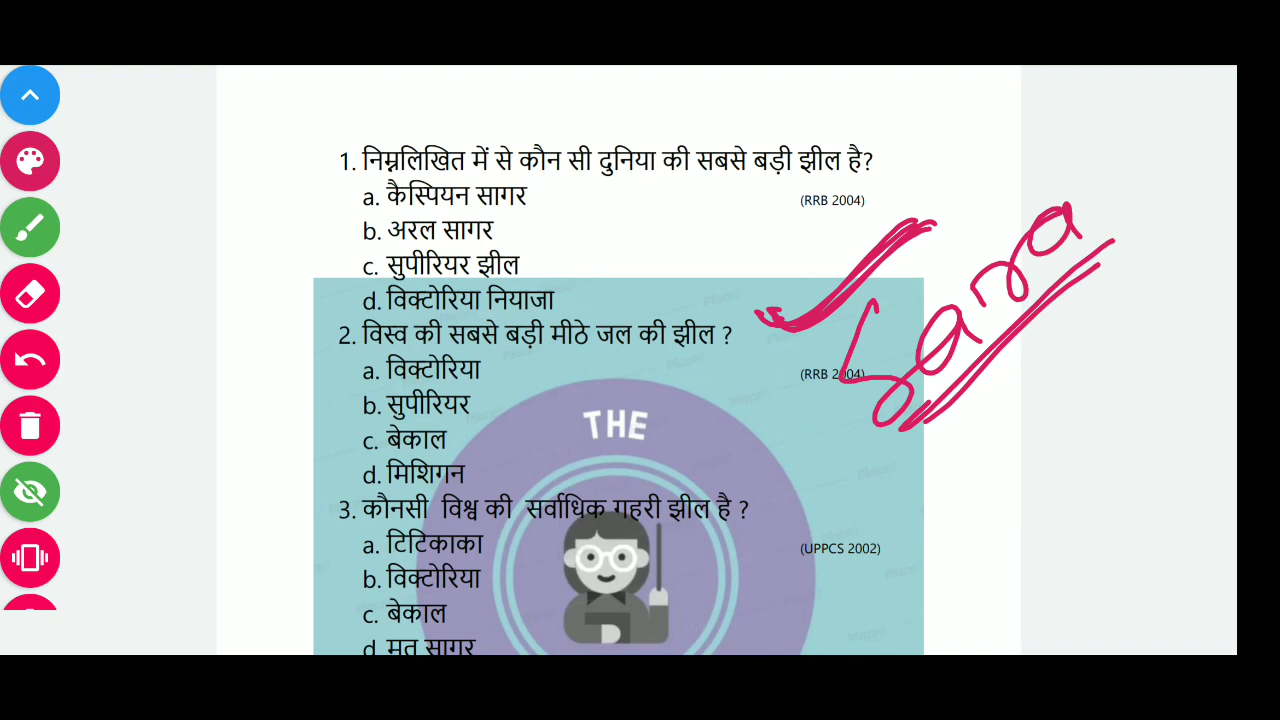 1. निम्नलिखित में से कौन सी दुनिया की सबसे बड़ी झील है?
a. कैस्पियन सागर (RRB 2004)
b. अरल सागर
c. सुपीरियर झील
d. विक्टोरिया नियाजा
2. विस्व की सबसे बड़ी मीठे जल की झील ?
a. विक्टोरिया (RRB 2004)
b. सुपीरियर
c. बेकाल
d. मिशिगन
3. कौनसी विश्व की सर्वाधिक गहरी झील है ?
a. टिटिकाका (UPPCS 2002)
b. विक्टोरिया
c. बेकाल
d. मृत सागर
THE